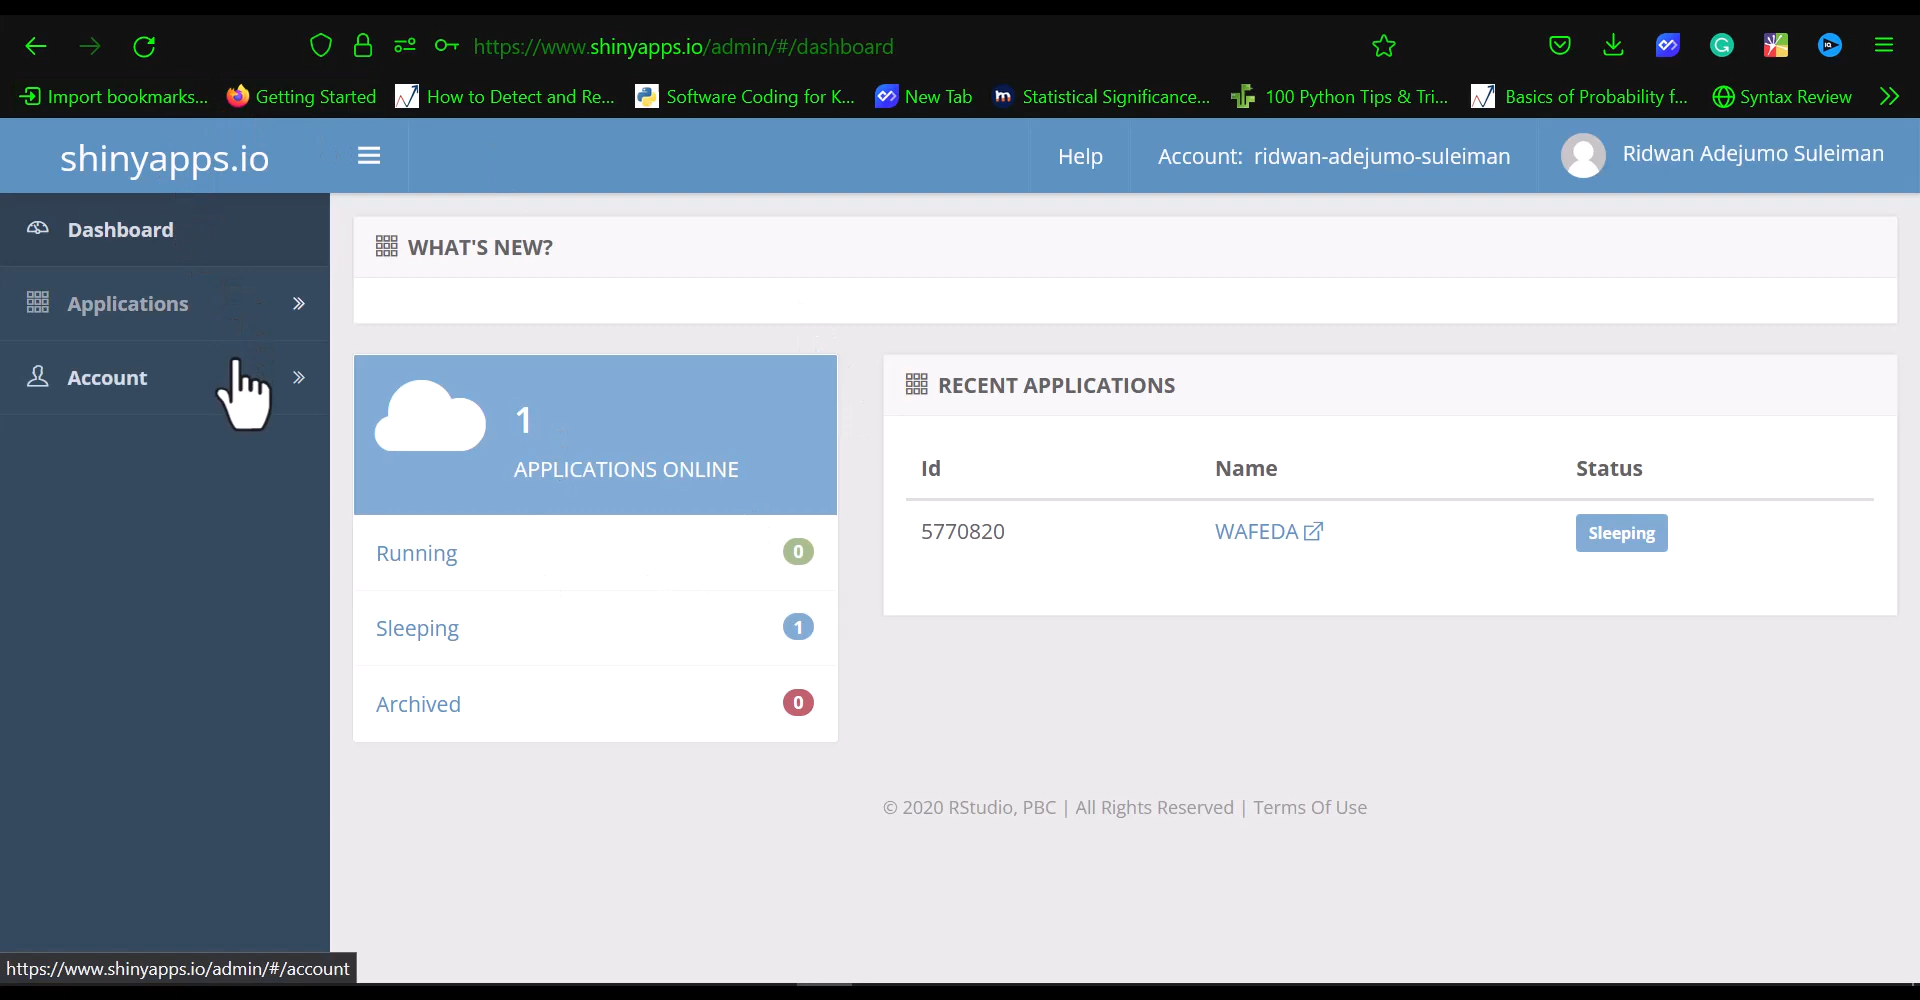 https://www.shinyapps.io/admin/#/dashboard
Import bookmarks...
Getting Started
How to Detect and Re...
Software Coding for K...
New Tab
Statistical Significance...
100 Python Tips & Tri...
Basics of Probability f...
Syntax Review
shinyapps.io
Help
Account: ridwan-adejumo-suleiman
Ridwan Adejumo Suleiman
Dashboard
Applications
Account
WHAT'S NEW?
1
APPLICATIONS ONLINE
Running 0
Sleeping 1
Archived 0
RECENT APPLICATIONS
Id Name Status
5770820 WAFEDA Sleeping
© 2020 RStudio, PBC | All Rights Reserved | Terms Of Use
https://www.shinyapps.io/admin/#/account